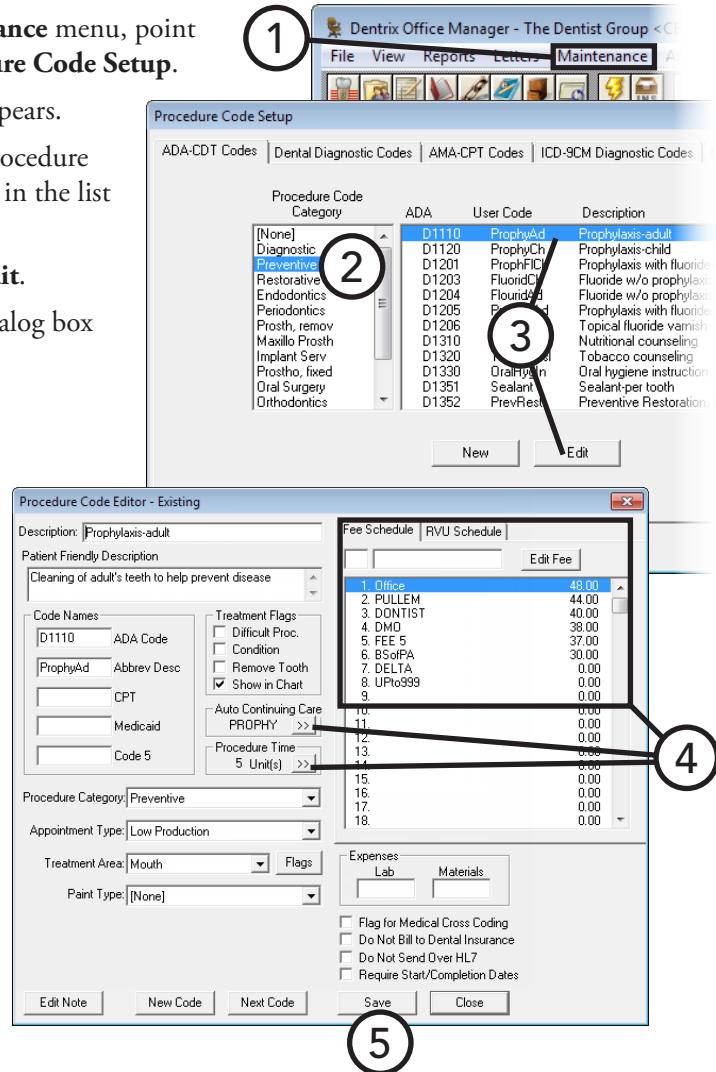 ance menu, point
ure Code Setup.
pears.
rocedure
in the list
it.
alog box
1
Dentrix Office Manager - The Dentist Group <C
File View Reports Letters Maintenance A
Procedure Code Setup
ADA-CDT Codes Dental Diagnostic Codes AMA-CPT Codes ICD-9CM Diagnostic Codes
Procedure Code
Category ADA User Code Description
[None]
Diagnostic
Preventive
Restorative
Endodontics
Periodontics
Prosth, remov
Maxillo Prosth
Implant Serv
Prostho, fixed
Oral Surgery
Orthodontics
2
D1110 ProphyAd Prophylaxis-adult
D1120 ProphyCh Prophylaxis-child
D1201 ProphFlCh Prophylaxis with fluoride
D1203 FluoridCh Fluoride w/o prophylaxis
D1204 FlouridAd Fluoride w/o prophylaxis
D1205 Prophylaxis with fluoride
D1206 Topical fluoride varnish
D1310 Nutritional counseling
D1320 Tobacco counseling
D1330 OralHygIn Oral hygiene instruction
D1351 Sealant Sealant-per tooth
D1352 PrevRest Preventive Restoration,
3
New Edit
Procedure Code Editor - Existing
Description: Prophylaxis-adult
Patient Friendly Description
Cleaning of adult's teeth to help prevent disease
Code Names
D1110 ADA Code
ProphyAd Abbrev Desc
CPT
Medicaid
Code 5
Treatment Flags
Difficult Proc.
Condition
Remove Tooth
Show in Chart
Auto Continuing Care
PROPHY >>
Procedure Time
5 Unit(s) >>
Procedure Category: Preventive
Appointment Type: Low Production
Treatment Area: Mouth Flags
Paint Type: [None]
Fee Schedule RVU Schedule
Edit Fee
1. Office 48.00
2. PULLEM 44.00
3. DONTIST 40.00
4. DMO 38.00
5. FEE 5 37.00
6. BSofPA 30.00
7. DELTA 0.00
8. UPto999 0.00
9. 0.00
10. 0.00
11. 0.00
12. 0.00
13. 0.00
14. 0.00
15. 0.00
16. 0.00
17. 0.00
18. 0.00
4
Expenses
Lab Materials
Flag for Medical Cross Coding
Do Not Bill to Dental Insurance
Do Not Send Over HL7
Require Start/Completion Dates
Edit Note New Code Next Code Save Close
5